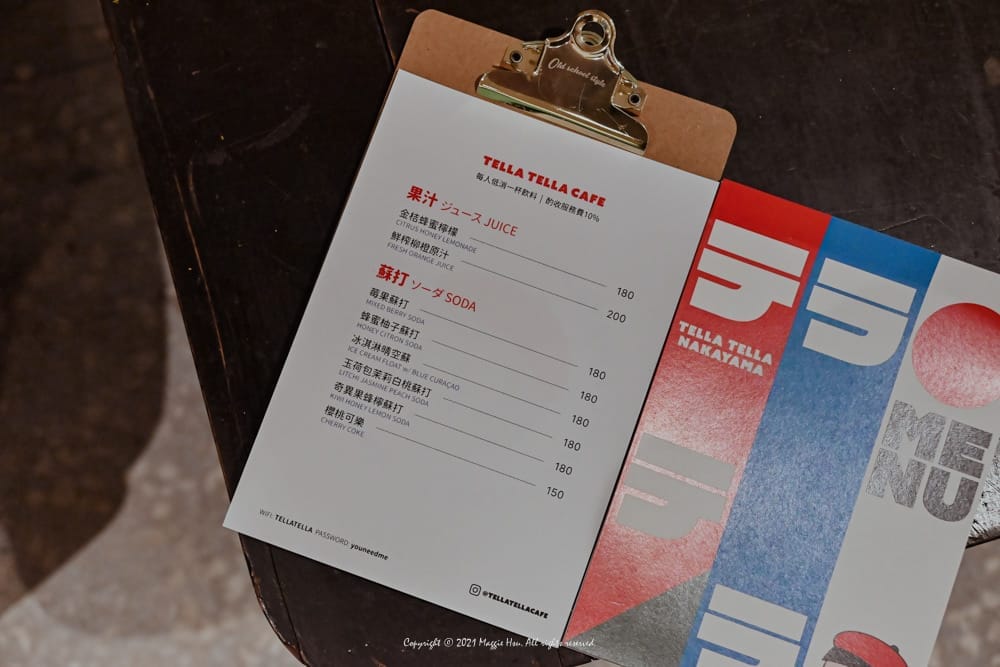 Old school style
TELLA TELLA CAFE
每人低消一杯飲料｜酌收服務費10%
果汁 ジュース JUICE
金桔蜂蜜檸檬 180
CITRUS HONEY LEMONADE
鮮榨柳橙原汁 200
FRESH ORANGE JUICE
蘇打 ソーダ SODA
莓果蘇打 180
MIXED BERRY SODA
蜂蜜柚子蘇打 180
HONEY CITRON SODA
冰淇淋晴空蘇 180
ICE CREAM FLOAT w/ BLUE CURAÇAO
玉荷包茉莉白桃蘇打 180
LITCHI JASMINE PEACH SODA
奇異果蜂檸蘇打 180
KIWI HONEY LEMON SODA
櫻桃可樂 150
CHERRY COKE
WiFi: TELLATELLA PASSWORD: youneedme
@TELLATELLACAFE
テラ
TELLA TELLA
NAKAYAMA
ME
NU
Copyright © 2021 Maggie Hsu. All rights reserved.